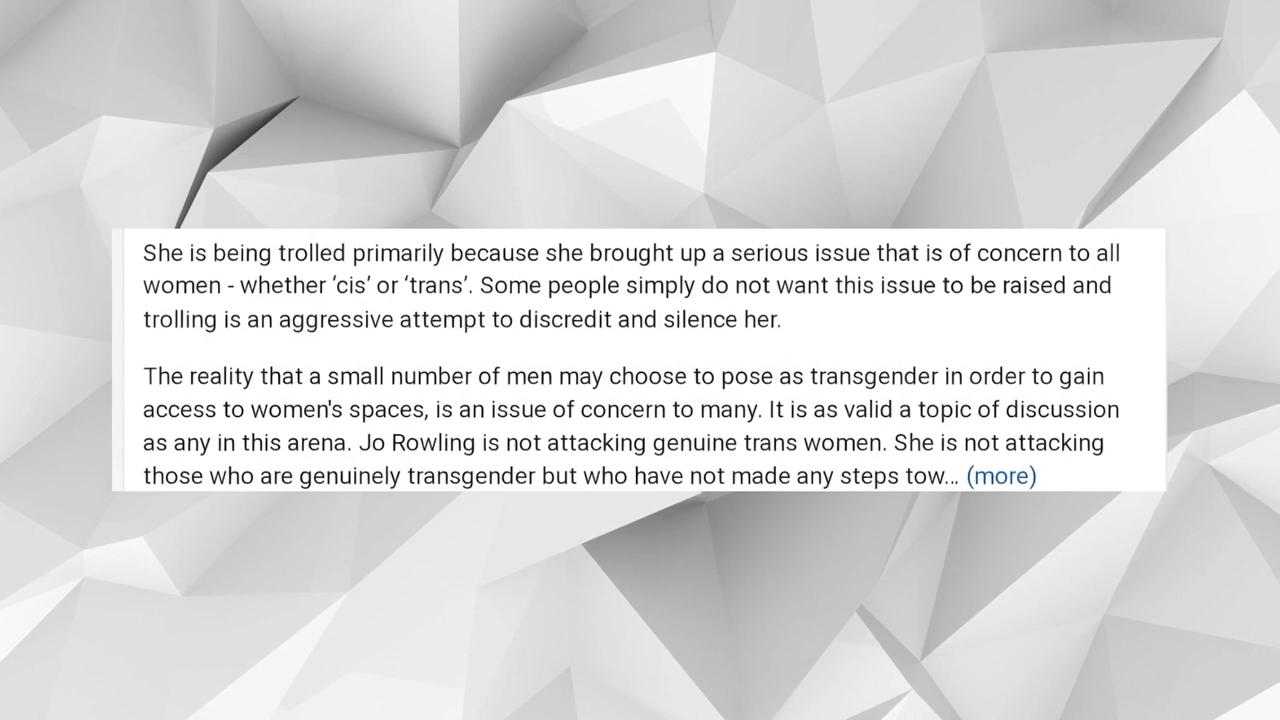 She is being trolled primarily because she brought up a serious issue that is of concern to all
women - whether ‘cis’ or ‘trans’. Some people simply do not want this issue to be raised and
trolling is an aggressive attempt to discredit and silence her.
The reality that a small number of men may choose to pose as transgender in order to gain
access to women's spaces, is an issue of concern to many. It is as valid a topic of discussion
as any in this arena. Jo Rowling is not attacking genuine trans women. She is not attacking
those who are genuinely transgender but who have not made any steps tow... (more)